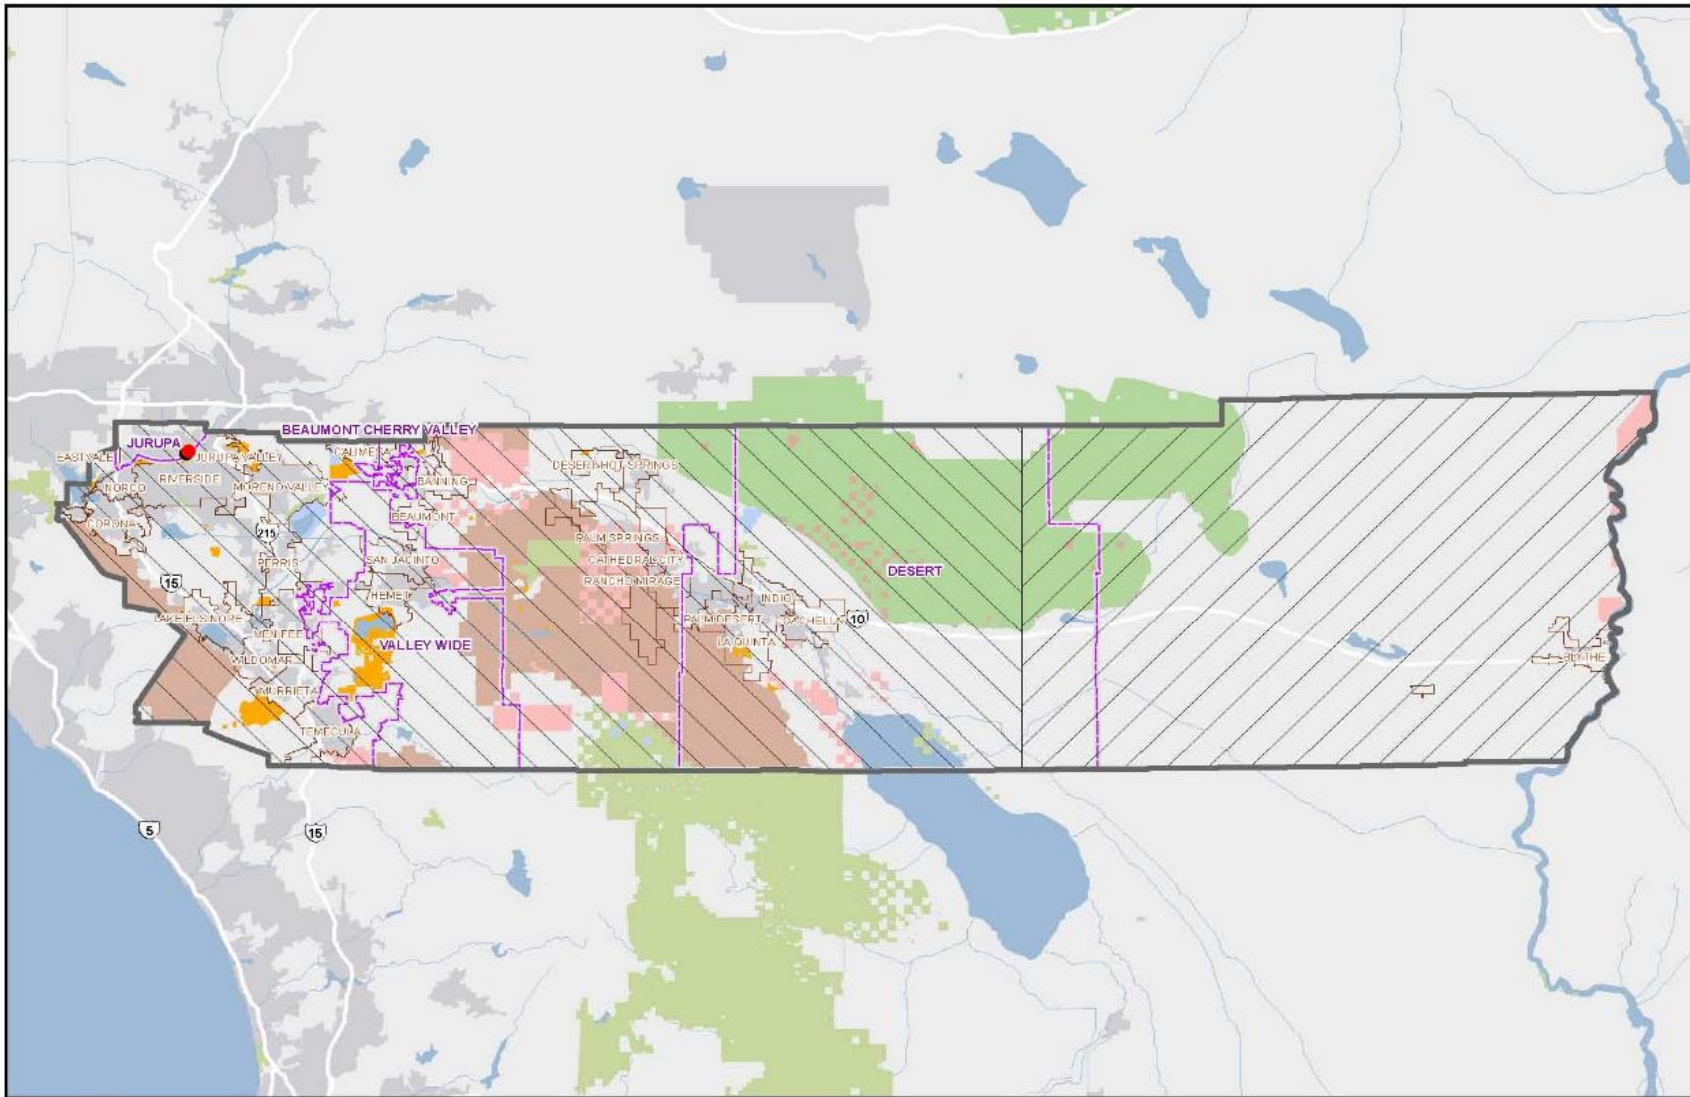 BEAUMONT CHERRY VALLEY
JURUPA
EASTVALE
JURUPA VALLEY
CALIMESA
DESERT HOT SPRINGS
RIVERSIDE
NORCO
MORENO VALLEY
BANNING
CORONA
BEAUMONT
215
PALM SPRINGS
PERRIS
SAN JACINTO
CATHEDRAL CITY
DESERT
15
RANCHO MIRAGE
HEMET
INDIO
LAKE ELSINORE
PALM DESERT
COACHELLA
10
MENIFEE
VALLEY WIDE
LA QUINTA
WILDOMAR
BLYTHE
MURRIETA
TEMECULA
5
15